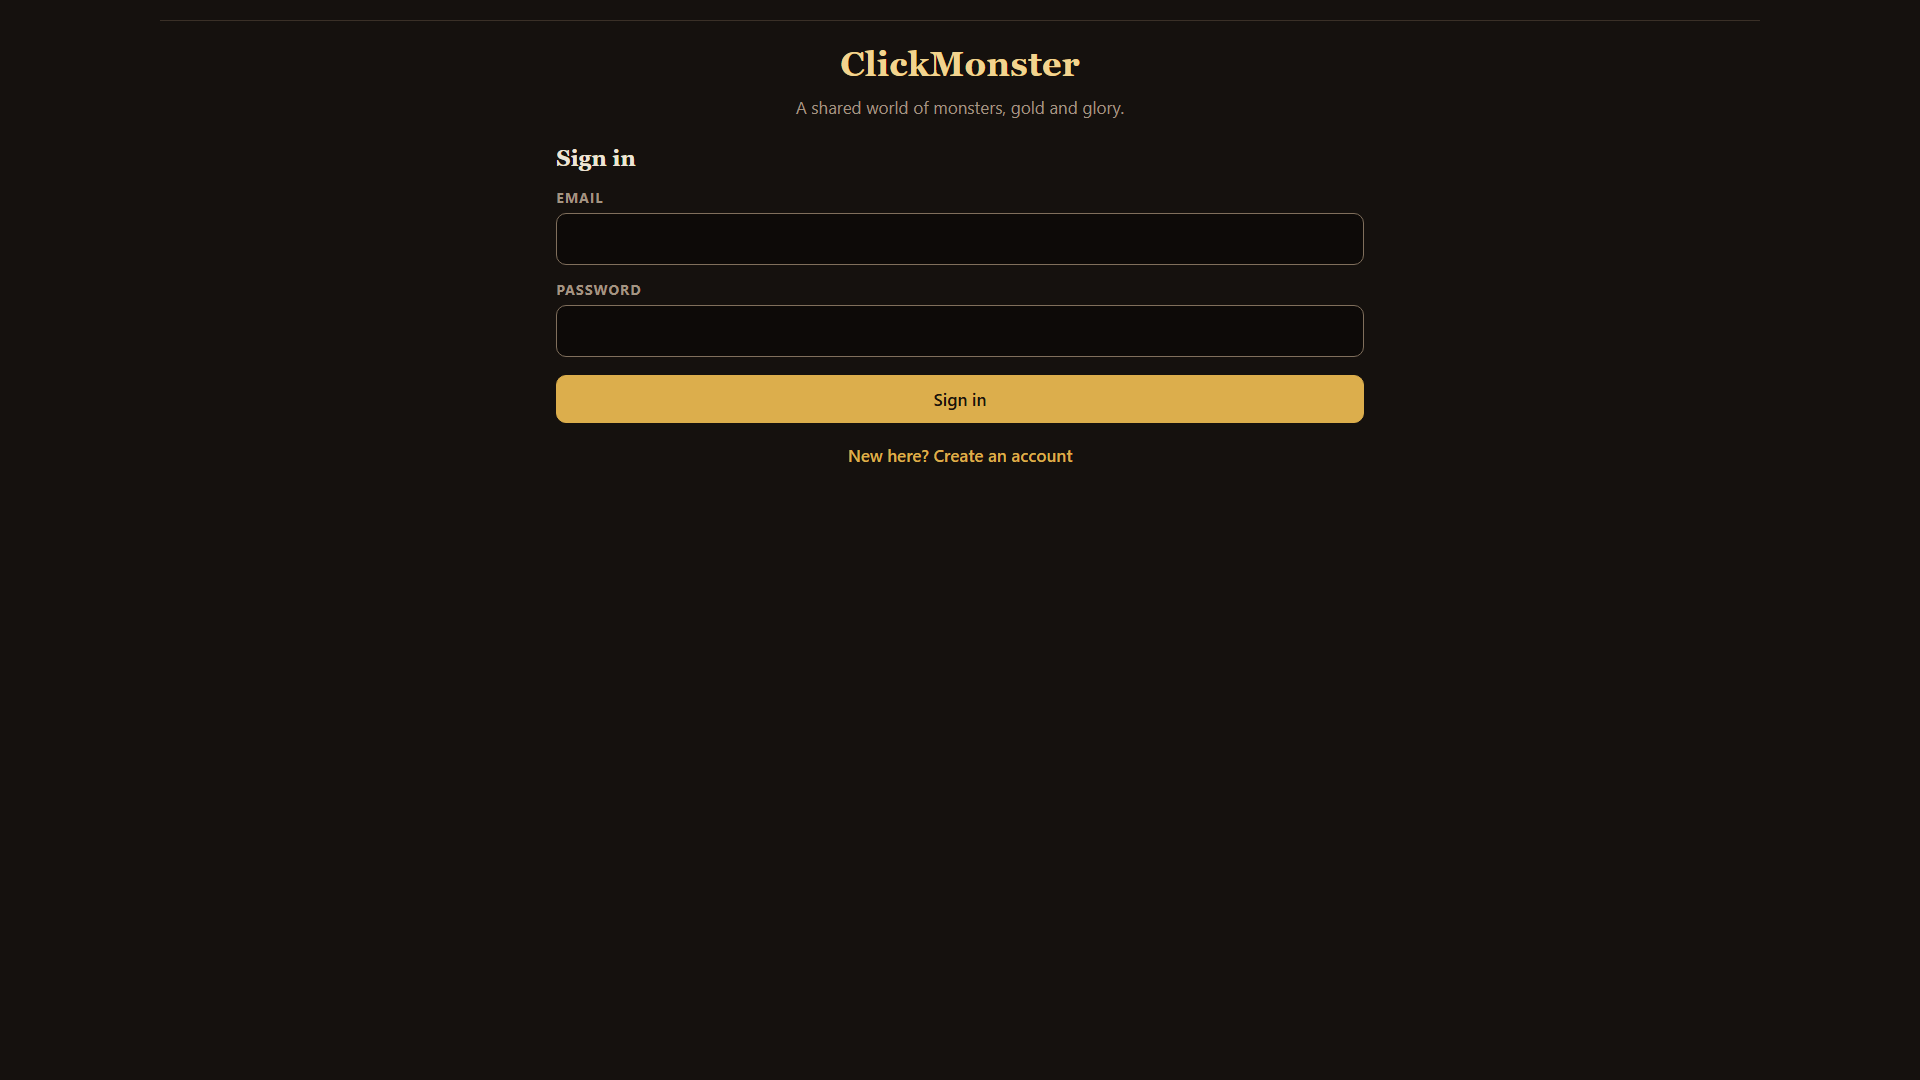 ClickMonster
A shared world of monsters, gold and glory.
Sign in
EMAIL
PASSWORD
Sign in
New here? Create an account